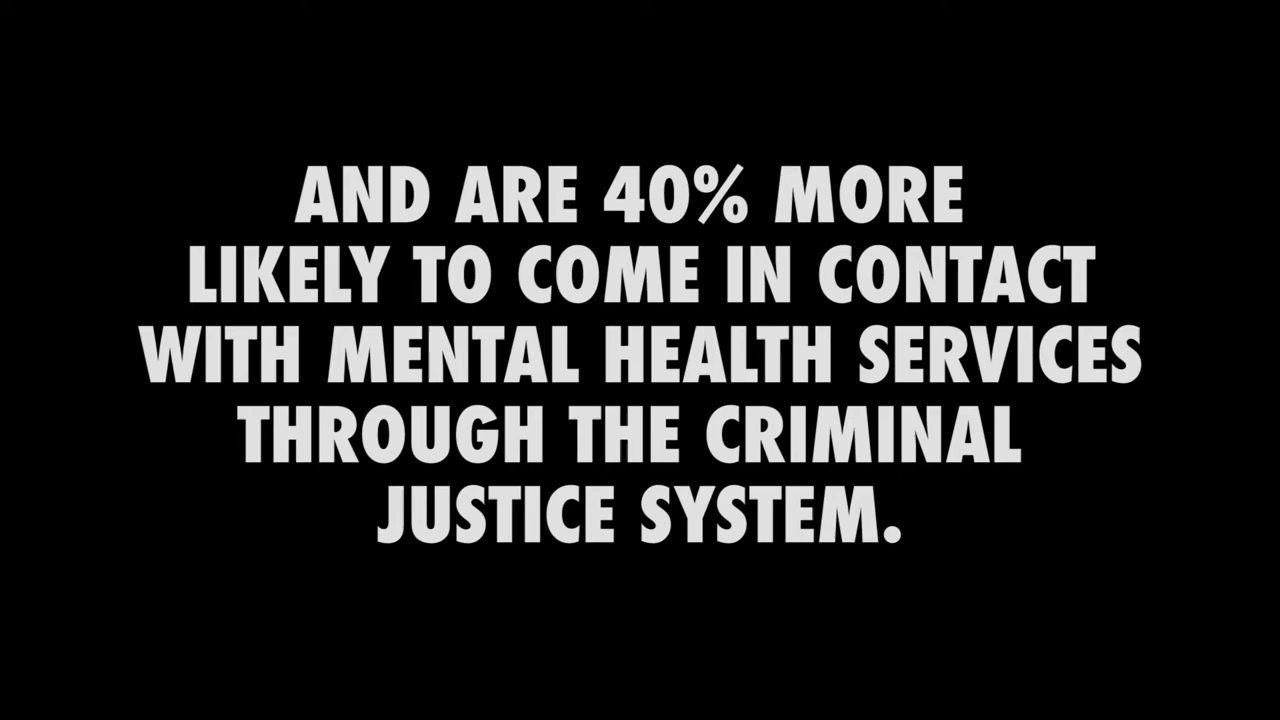 AND ARE 40% MORE
LIKELY TO COME IN CONTACT
WITH MENTAL HEALTH SERVICES
THROUGH THE CRIMINAL
JUSTICE SYSTEM.